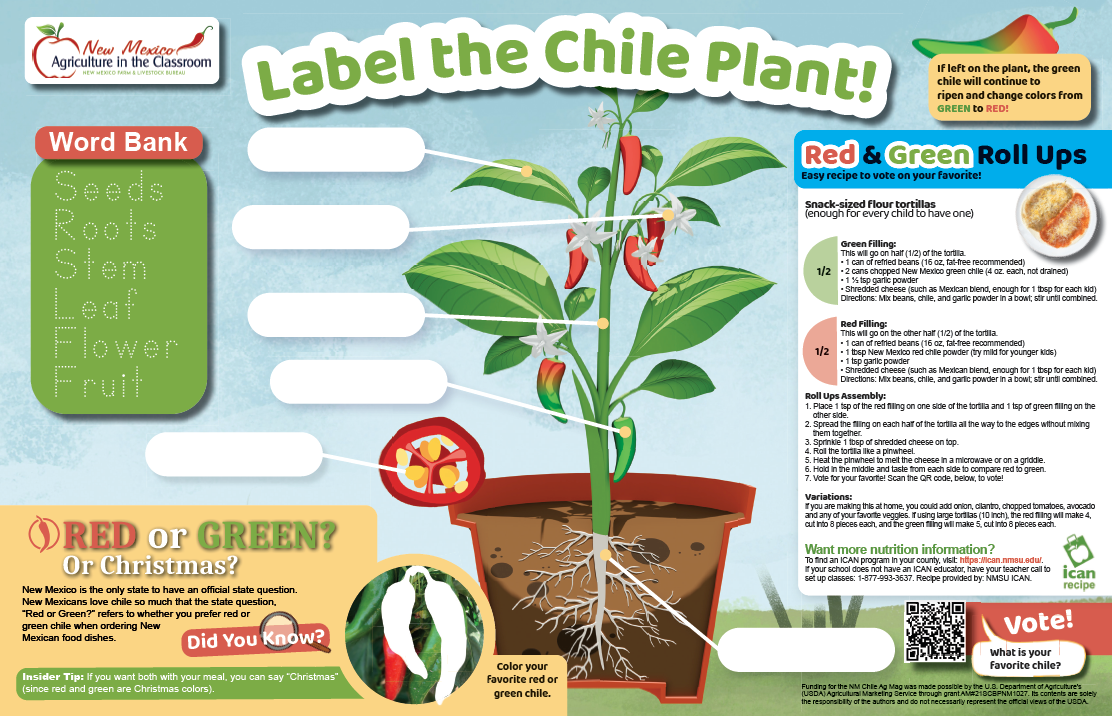 New Mexico
Agriculture in the Classroom
NEW MEXICO FARM & LIVESTOCK BUREAU
Label the Chile Plant!
If left on the plant, the green
chile will continue to
ripen and change colors from
GREEN to RED!
Word Bank
Seeds
Roots
Stem
Leaf
Flower
Fruit
Red & Green Roll Ups
Easy recipe to vote on your favorite!
Snack-sized flour tortillas
(enough for every child to have one)
1/2
Green filling:
This will go on half (1/2) of the tortilla.
• 1 can of refried beans (16 oz, fat-free recommended)
• 2 cans chopped New Mexico green chile (4 oz. each, not drained)
• 1 ½ tsp garlic powder
• Shredded cheese (such as Mexican blend, enough for 1 tbsp for each kid)
Directions: Mix beans, chile, and garlic powder in a bowl; stir until combined.
1/2
Red Filling:
This will go on the other half (1/2) of the tortilla.
• 1 can of refried beans (16 oz, fat-free recommended)
• 1 tbsp New Mexico red chile powder (try mild for younger kids)
• 1 tsp garlic powder
• Shredded cheese (such as Mexican blend, enough for 1 tbsp for each kid)
Directions: Mix beans, chile, and garlic powder in a bowl; stir until combined.
Roll Ups Assembly:
1. Place 1 tsp of the red filling on one side of the tortilla and 1 tsp of green filling on the
other side.
2. Spread the filling on each half of the tortilla all the way to the edges without mixing
them together.
3. Sprinkle 1 tbsp of shredded cheese on top.
4. Roll the tortilla like a pinwheel.
5. Heat the pinwheel to melt the cheese in a microwave or on a griddle.
6. Hold in the middle and taste from each side to compare red to green.
7. Vote for your favorite! Scan the QR code, below, to vote!
Variations:
If you are making this at home, you could add onion, cilantro, chopped tomatoes, avocado
and any of your favorite veggies. If using large tortillas (10 inch), the red filling will make 4,
cut into 8 pieces each, and the green filling will make 5, cut into 8 pieces each.
Want more nutrition information?
To find an ICAN program in your county, visit: https://ican.nmsu.edu/.
If your school does not have an ICAN educator, have your teacher call to
set up classes: 1-877-993-3637. Recipe provided by: NMSU ICAN.
ican
recipe
RED or GREEN?
Or Christmas?
New Mexico is the only state to have an official state question.
New Mexicans love chile so much that the state question,
"Red or Green?" refers to whether you prefer red or
green chile when ordering New
Mexican food dishes.
Did You Know?
Insider Tip: If you want both with your meal, you can say "Christmas"
(since red and green are Christmas colors).
Color your
favorite red or
green chile.
Vote!
What is your
favorite chile?
Funding for the NM Chile Ag Mag was made possible by the U.S. Department of Agriculture's
(USDA) Agricultural Marketing Service through grant AM#21SCBPNM1027. Its contents are solely
the responsibility of the authors and do not necessarily represent the official views of the USDA.